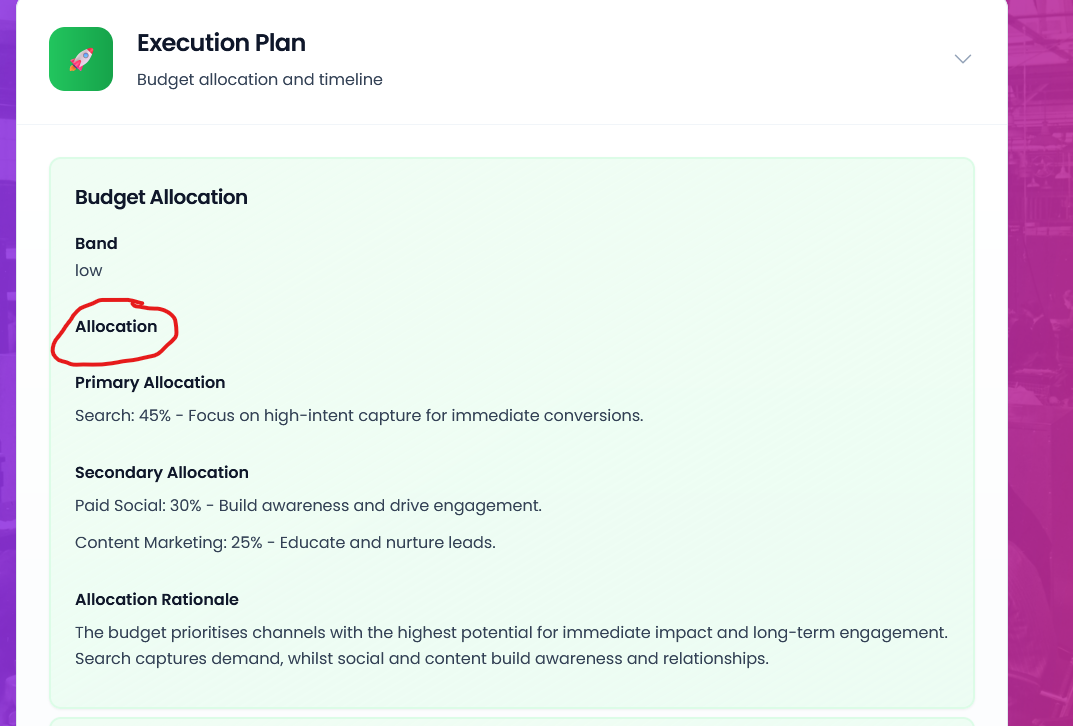 Execution Plan
Budget allocation and timeline
Budget Allocation
Band
low
Allocation
Primary Allocation
Search: 45% - Focus on high-intent capture for immediate conversions.
Secondary Allocation
Paid Social: 30% - Build awareness and drive engagement.
Content Marketing: 25% - Educate and nurture leads.
Allocation Rationale
The budget prioritises channels with the highest potential for immediate impact and long-term engagement.
Search captures demand, whilst social and content build awareness and relationships.